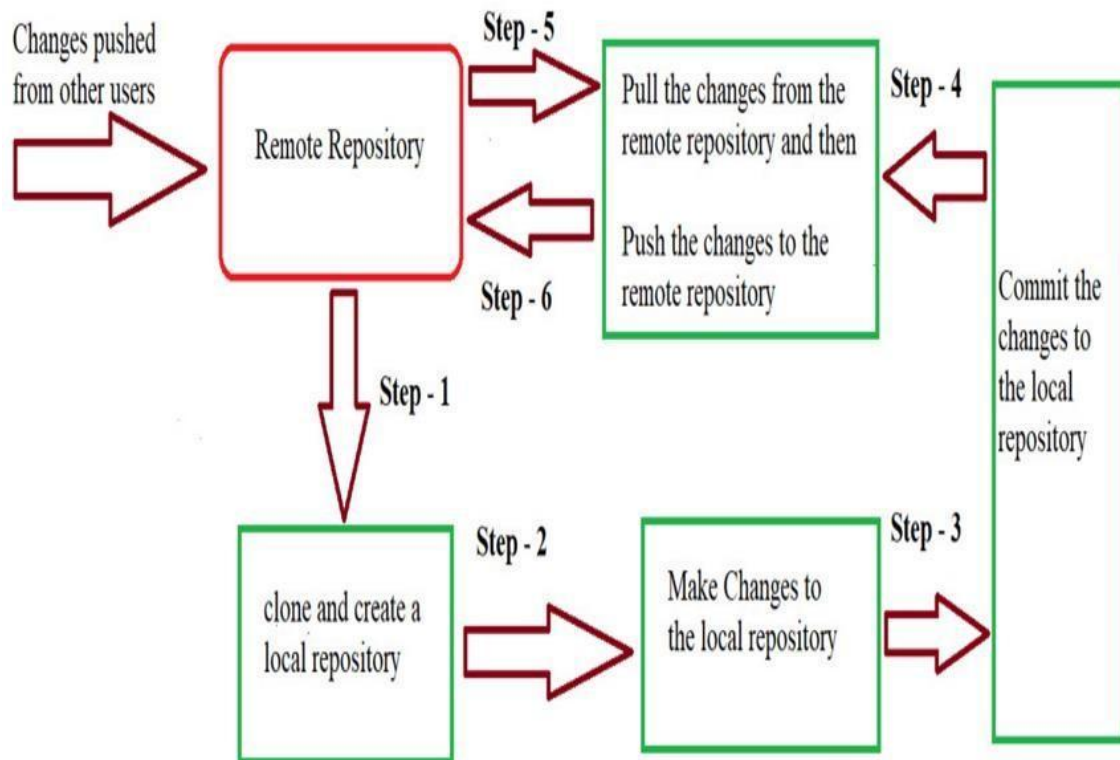 Changes pushed
from other users
Remote Repository
Step - 5
Pull the changes from the
remote repository and then
Push the changes to the
remote repository
Step - 4
Step - 6
Commit the
changes to
the local
repository
Step - 1
clone and create a
local repository
Step - 2
Make Changes to
the local repository
Step - 3